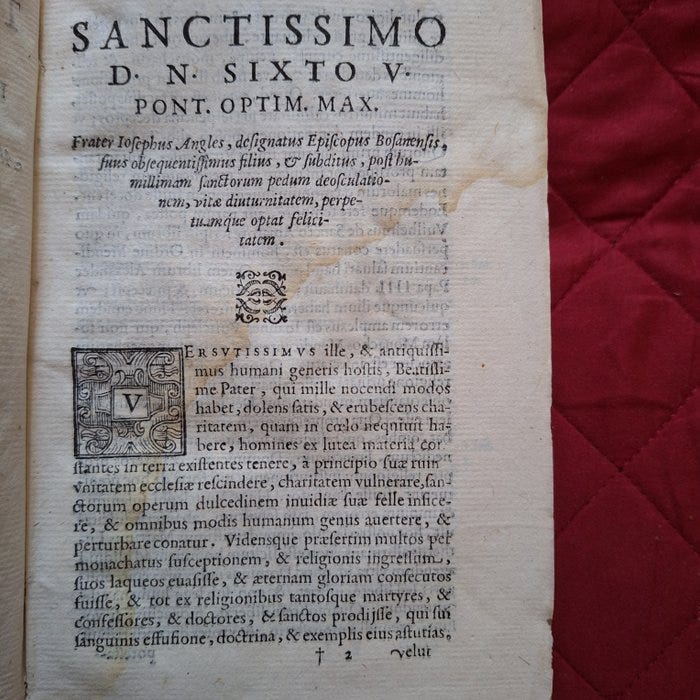 SANCTISSIMO
D. N. SIXTO V.
PONT. OPTIM. MAX.
Frater Iosephus Angles, designatus Episcopus Bosanensis,
suus obsequentissimus filius, & subditus, post hu-
millimam sanctorum pedum deosculatio-
nem, vitæ diuturnitatem, perpe-
tuamque optat felici-
tatem.
VERSVTISSIMVS ille, & antiquissi-
mus humani generis hostis, Beatissi-
me Pater, qui mille nocendi modos
habet, dolens satis, & erubescens cha-
ritatem, quam in cœlo nequiuit ha-
bere, homines ex lutea materia con
stantes in terra existentes tenere, à principio suæ ruin
vnitatem ecclesiæ rescindere, charitatem vulnerare, san-
ctorum operum dulcedinem inuidiæ suæ felle infice-
re, & omnibus modis humanum genus auertere, &
perturbare conatur. Vidensque præsertim multos per
monachatus susceptionem, & religionis ingressum,
suos laqueos euasisse, & æternam gloriam consecutos
fuisse, & tot ex religionibus tantosque martyres, &
confessores, & doctores, & sanctos prodijsse, qui sui
sanguinis effusione, doctrina, & exemplis eius astutias,
† 2 velut